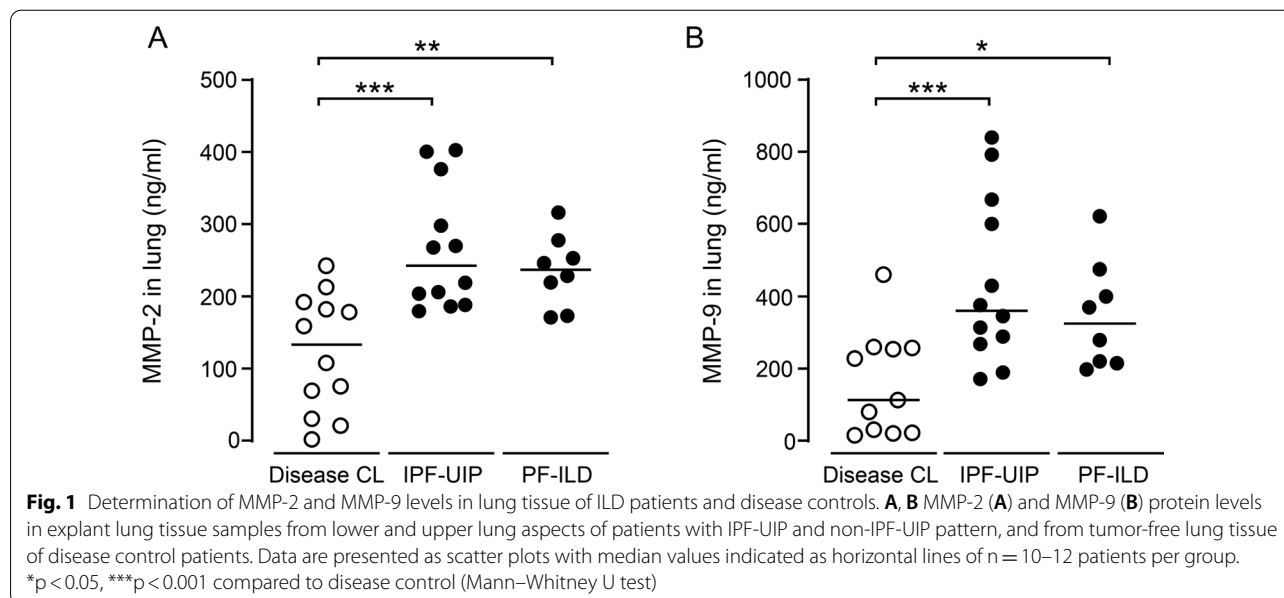 A
B
**
*
***
***
500
400
300
200
100
0
MMP-2 in lung (ng/ml)
1000
800
600
400
200
0
MMP-9 in lung (ng/ml)
Disease CL IPF-UIP PF-ILD
Disease CL IPF-UIP PF-ILD
Fig. 1 Determination of MMP-2 and MMP-9 levels in lung tissue of ILD patients and disease controls. A, B MMP-2 (A) and MMP-9 (B) protein levels
in explant lung tissue samples from lower and upper lung aspects of patients with IPF-UIP and non-IPF-UIP pattern, and from tumor-free lung tissue
of disease control patients. Data are presented as scatter plots with median values indicated as horizontal lines of n = 10–12 patients per group.
*p < 0.05, ***p < 0.001 compared to disease control (Mann–Whitney U test)